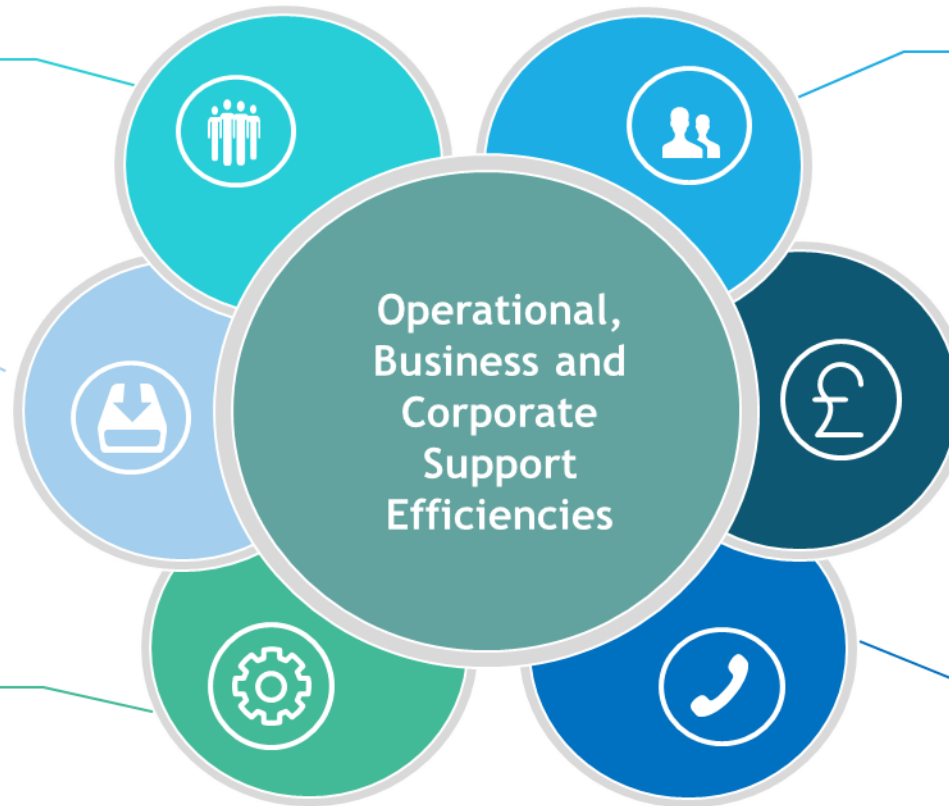 Operational,
Business and
Corporate
Support
Efficiencies
£